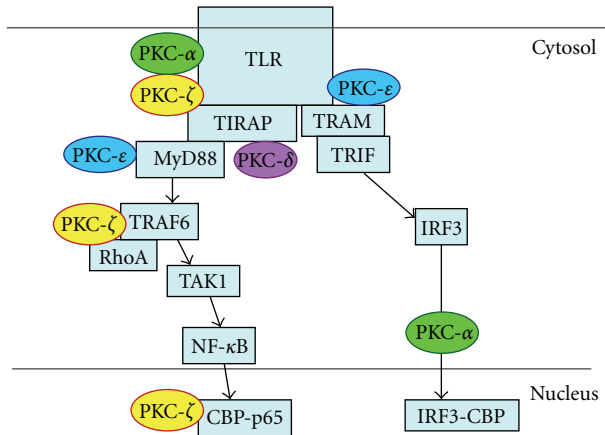 Cytosol
PKC-α
TLR
PKC-ζ
PKC-ε
TIRAP
TRAM
PKC-ε
MyD88
PKC-δ
TRIF
PKC-ζ
TRAF6
RhoA
IRF3
TAK1
PKC-α
NF-κB
Nucleus
PKC-ζ
CBP-p65
IRF3-CBP